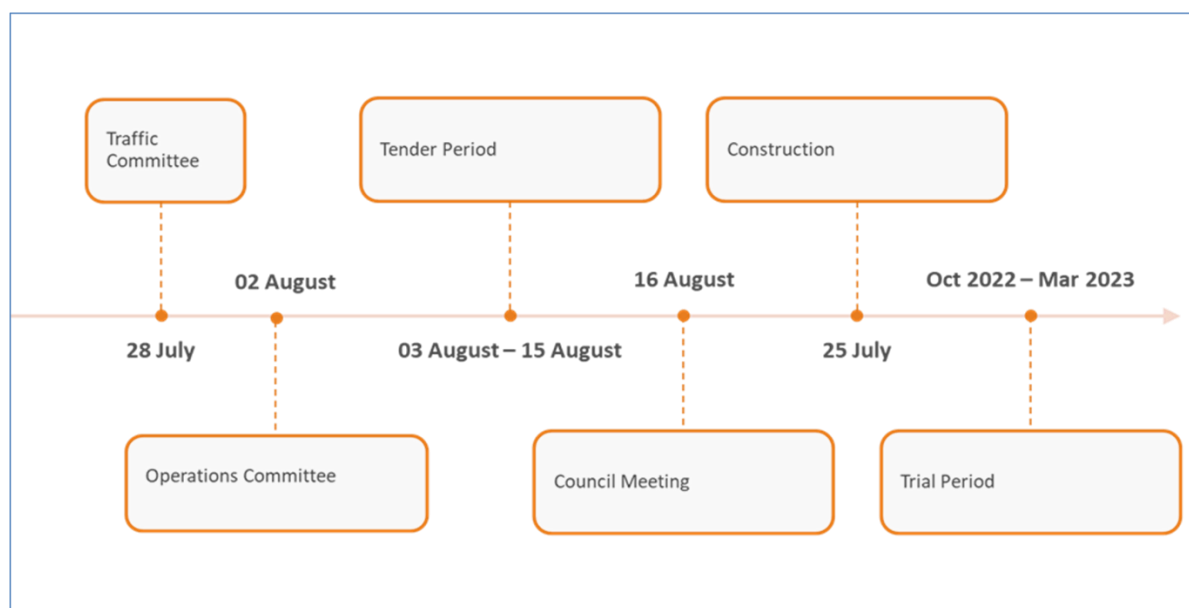 Traffic
Committee
Tender Period
Construction
02 August
16 August
Oct 2022 – Mar 2023
28 July
03 August – 15 August
25 July
Operations Committee
Council Meeting
Trial Period